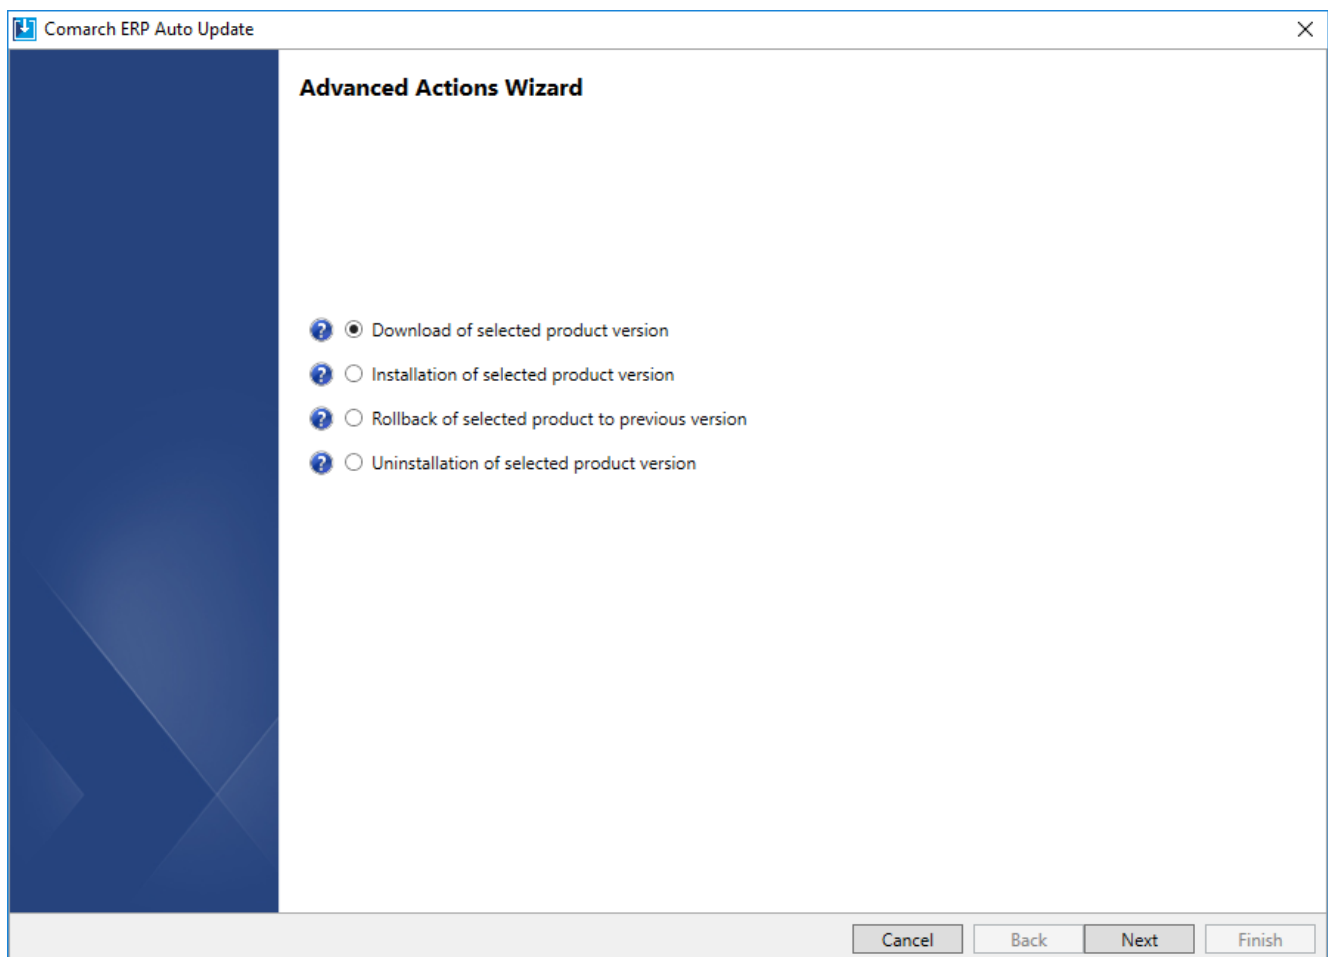 Comarch ERP Auto Update
Advanced Actions Wizard
Download of selected product version
Installation of selected product version
Rollback of selected product to previous version
Uninstallation of selected product version
Cancel Back Next Finish